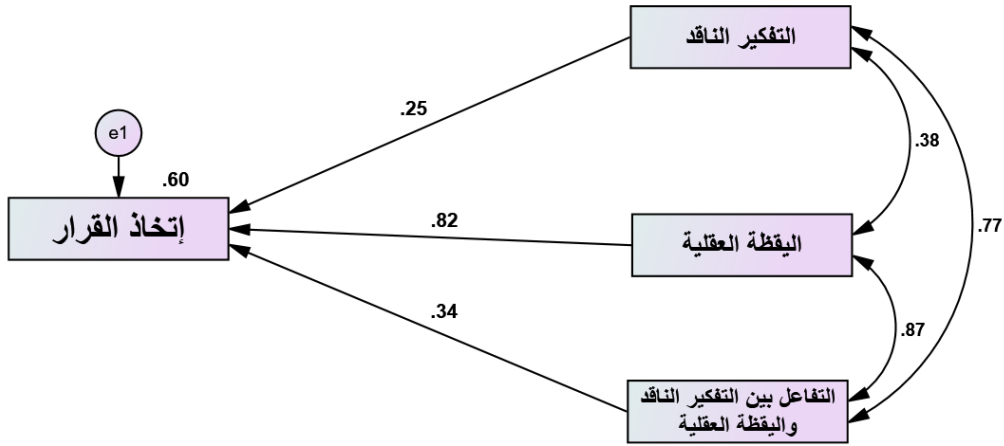 التفكير الناقد
.25
e1
.38
.60
إتخاذ القرار
.82
اليقظة العقلية
.77
.34
.87
التفاعل بين التفكير الناقد
واليقظة العقلية